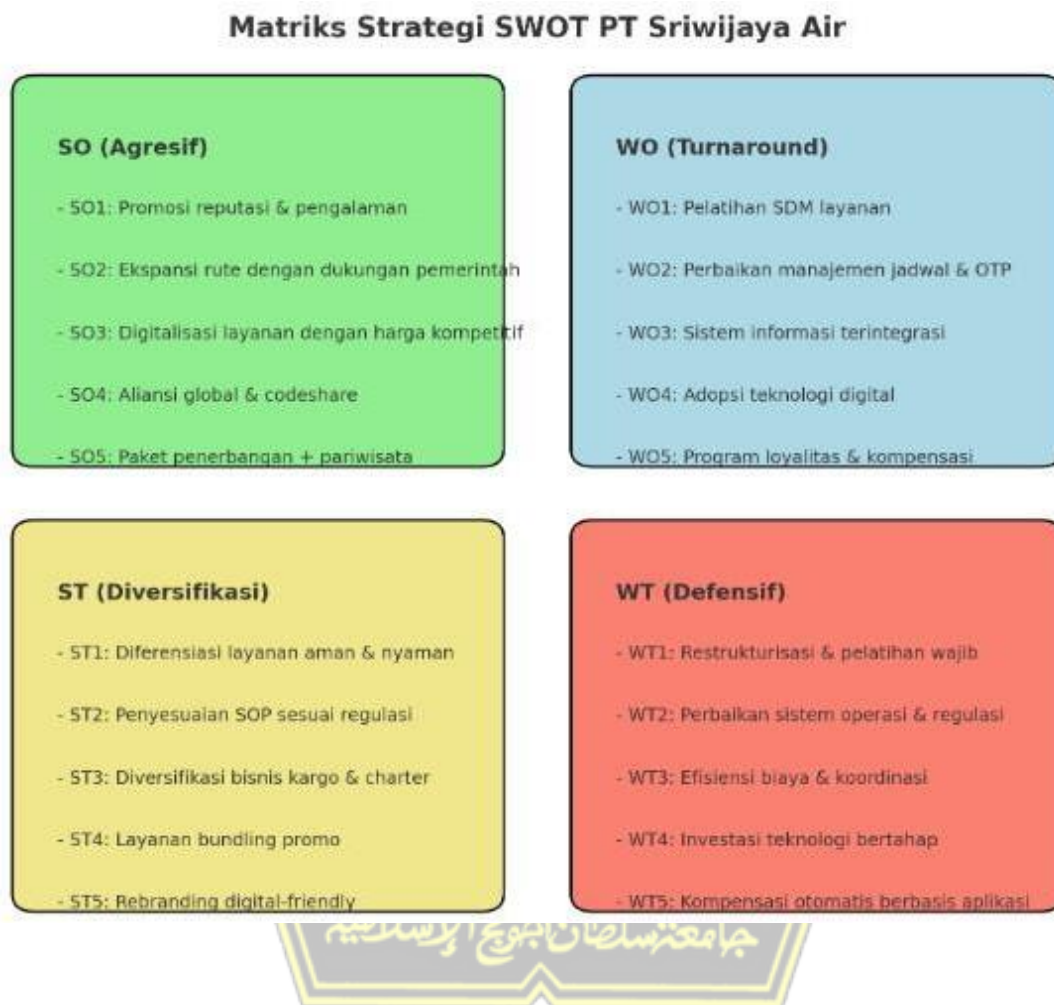 Matriks Strategi SWOT PT Sriwijaya Air
SO (Agresif)
- SO1: Promosi reputasi & pengalaman
- SO2: Ekspansi rute dengan dukungan pemerintah
- SO3: Digitalisasi layanan dengan harga kompetitif
- SO4: Aliansi global & codeshare
- SO5: Paket penerbangan + pariwisata
WO (Turnaround)
- WO1: Pelatihan SDM layanan
- WO2: Perbaikan manajemen jadwal & OTP
- WO3: Sistem informasi terintegrasi
- WO4: Adopsi teknologi digital
- WO5: Program loyalitas & kompensasi
ST (Diversifikasi)
- ST1: Diferensiasi layanan aman & nyaman
- ST2: Penyesuaian SOP sesuai regulasi
- ST3: Diversifikasi bisnis kargo & charter
- ST4: Layanan bundling promo
- ST5: Rebranding digital-friendly
WT (Defensif)
- WT1: Restrukturisasi & pelatihan wajib
- WT2: Perbaikan sistem operasi & regulasi
- WT3: Efisiensi biaya & koordinasi
- WT4: Investasi teknologi bertahap
- WT5: Kompensasi otomatis berbasis aplikasi
جامعتسلطان أجونج الإسلامية